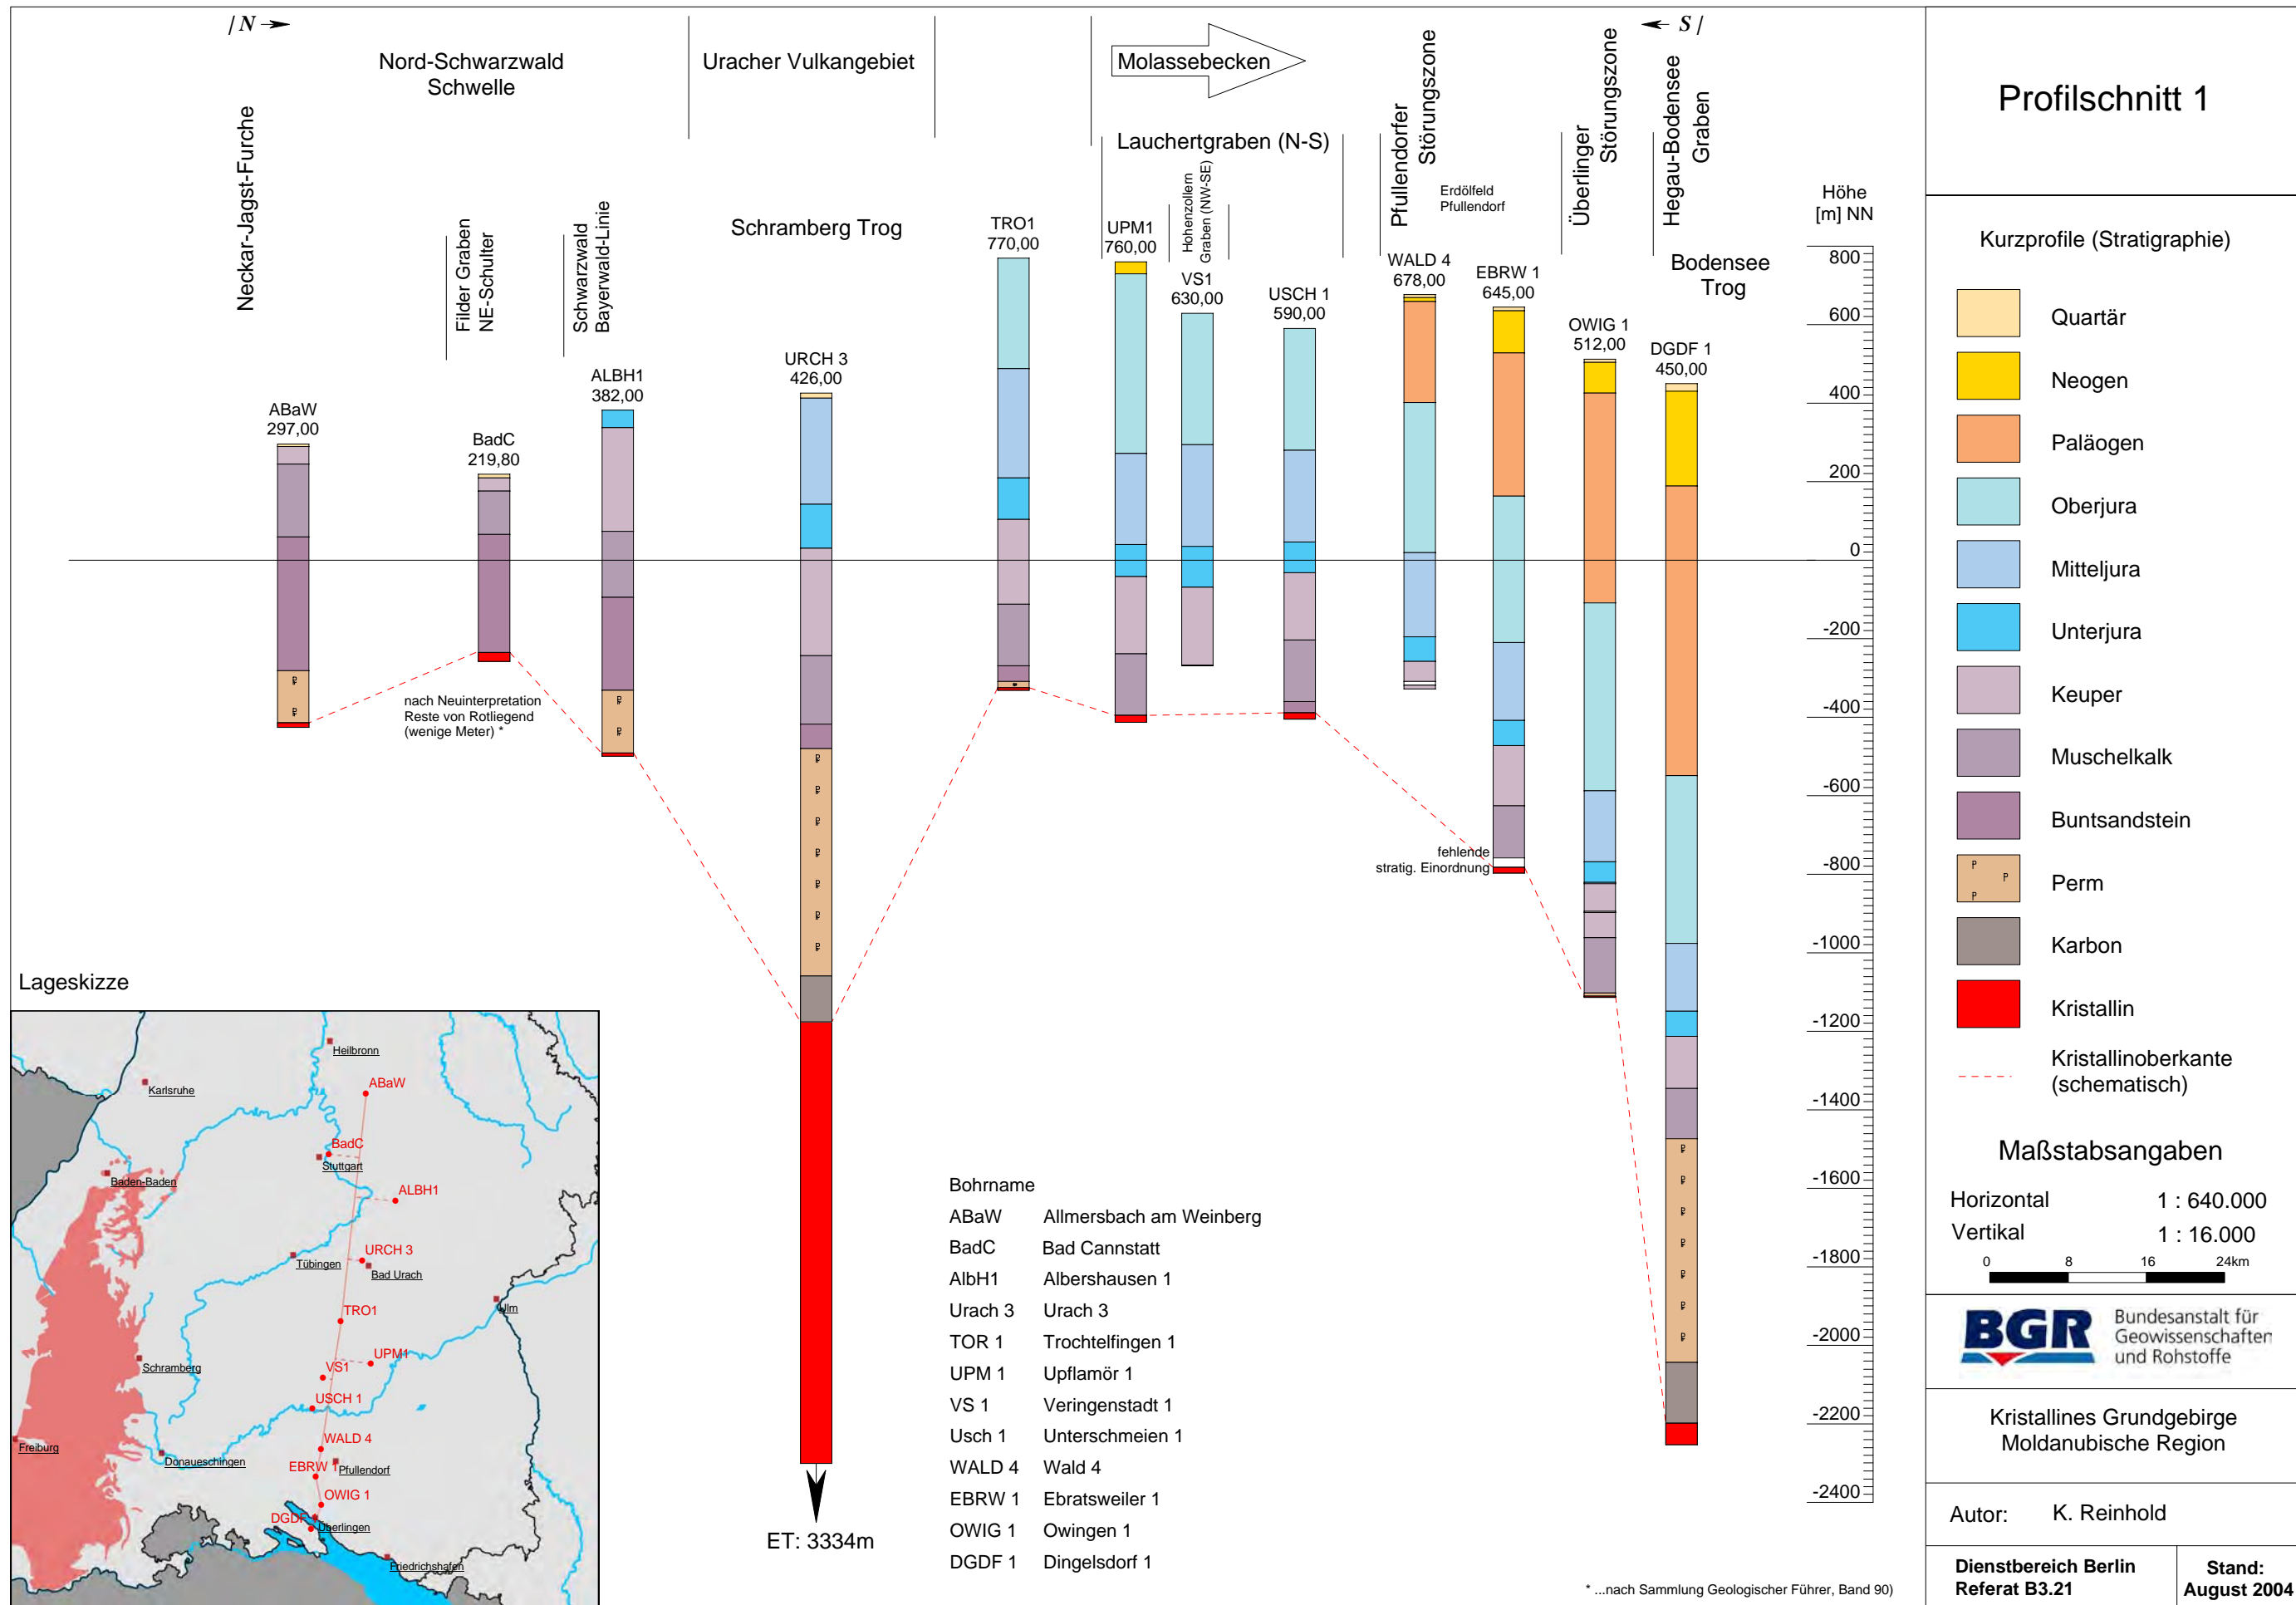 / N
S /
Nord-Schwarzwald
Schwelle
Uracher Vulkangebiet
Molassebecken
Neckar-Jagst-Furche
Filder Graben
NE-Schulter
Schwarzwald
Bayerwald-Linie
Schramberg Trog
Lauchertgraben (N-S)
Hohenzollern
Graben (NW-SE)
Pfullendorfer
Störungszone
Erdölfeld
Pfullendorf
Überlinger
Störungszone
Hegau-Bodensee
Graben
Bodensee
Trog
ABaW
297,00
BadC
219,80
ALBH1
382,00
URCH 3
426,00
TRO1
770,00
UPM1
760,00
VS1
630,00
USCH 1
590,00
WALD 4
678,00
EBRW 1
645,00
OWIG 1
512,00
DGDF 1
450,00
Höhe
[m] NN
800
600
400
200
0
-200
-400
-600
-800
-1000
-1200
-1400
-1600
-1800
-2000
-2200
-2400
nach Neuinterpretation
Reste von Rotliegend
(wenige Meter) *
fehlende
stratig. Einordnung
ET: 3334m
Lageskizze
Heilbronn
Karlsruhe
ABaW
BadC
Stuttgart
Baden-Baden
ALBH1
URCH 3
Tübingen
Bad Urach
TRO1
Ulm
Schramberg
VS1
UPM1
USCH 1
WALD 4
Freiburg
Donaueschingen
EBRW 1
Pfullendorf
OWIG 1
DGDF
Überlingen
Friedrichshafen
Bohrname
ABaW Allmersbach am Weinberg
BadC Bad Cannstatt
AlbH1 Albershausen 1
Urach 3 Urach 3
TOR 1 Trochtelfingen 1
UPM 1 Upflamör 1
VS 1 Veringenstadt 1
Usch 1 Unterschmeien 1
WALD 4 Wald 4
EBRW 1 Ebratsweiler 1
OWIG 1 Owingen 1
DGDF 1 Dingelsdorf 1
* ...nach Sammlung Geologischer Führer, Band 90)
Profilschnitt 1
Kurzprofile (Stratigraphie)
Quartär
Neogen
Paläogen
Oberjura
Mitteljura
Unterjura
Keuper
Muschelkalk
Buntsandstein
P P P Perm
Karbon
Kristallin
Kristallinoberkante
(schematisch)
Maßstabsangaben
Horizontal 1 : 640.000
Vertikal 1 : 16.000
0 8 16 24km
BGR
Bundesanstalt für
Geowissenschaften
und Rohstoffe
Kristallines Grundgebirge
Moldanubische Region
Autor: K. Reinhold
Dienstbereich Berlin
Referat B3.21
Stand:
August 2004